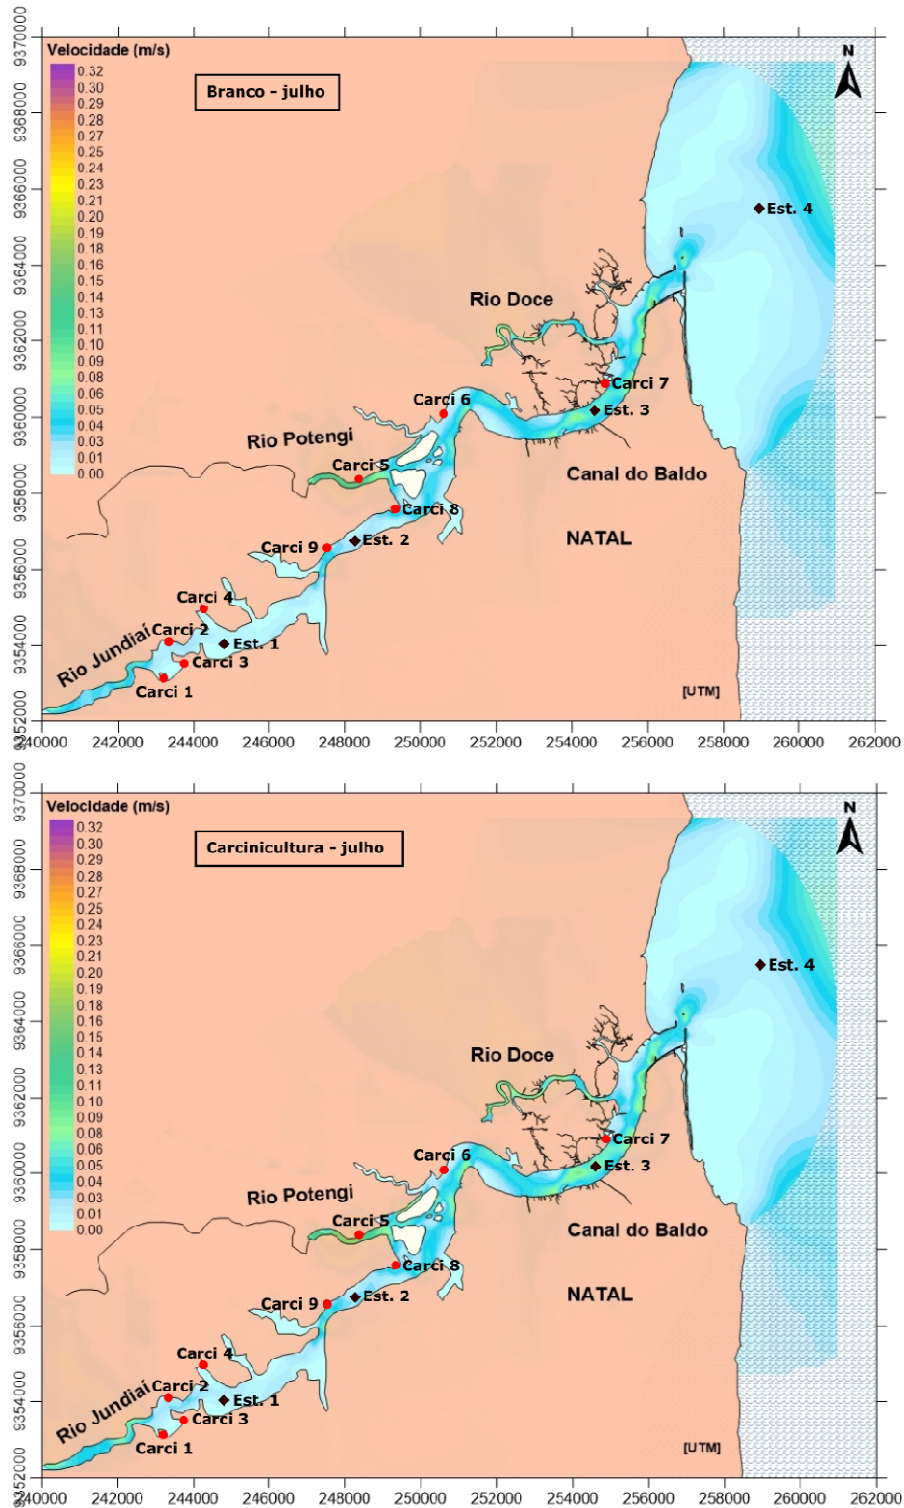 Velocidade (m/s)
0.32
0.30
0.29
0.28
0.27
0.25
0.24
0.23
0.21
0.20
0.19
0.18
0.16
0.15
0.14
0.13
0.11
0.10
0.09
0.08
0.06
0.05
0.04
0.03
0.01
0.00
Branco - julho
N
Est. 4
Rio Doce
Carci 7
Carci 6
Est. 3
Rio Potengi
Carci 5
Canal do Baldo
Carci 8
NATAL
Carci 9
Est. 2
Carci 4
Carci 2
Est. 1
Rio Jundiaí
Carci 3
Carci 1
[UTM]
9370000
9368000
9366000
9364000
9362000
9360000
9358000
9356000
9354000
9352000
240000 242000 244000 246000 248000 250000 252000 254000 256000 258000 260000 262000
Velocidade (m/s)
0.32
0.30
0.29
0.28
0.27
0.25
0.24
0.23
0.21
0.20
0.19
0.18
0.16
0.15
0.14
0.13
0.11
0.10
0.09
0.08
0.06
0.05
0.04
0.03
0.01
0.00
Carcinicultura - julho
N
Est. 4
Rio Doce
Carci 7
Carci 6
Est. 3
Rio Potengi
Carci 5
Canal do Baldo
Carci 8
NATAL
Carci 9
Est. 2
Carci 4
Carci 2
Est. 1
Rio Jundiaí
Carci 3
Carci 1
[UTM]
9370000
9368000
9366000
9364000
9362000
9360000
9358000
9356000
9354000
9352000
240000 242000 244000 246000 248000 250000 252000 254000 256000 258000 260000 262000